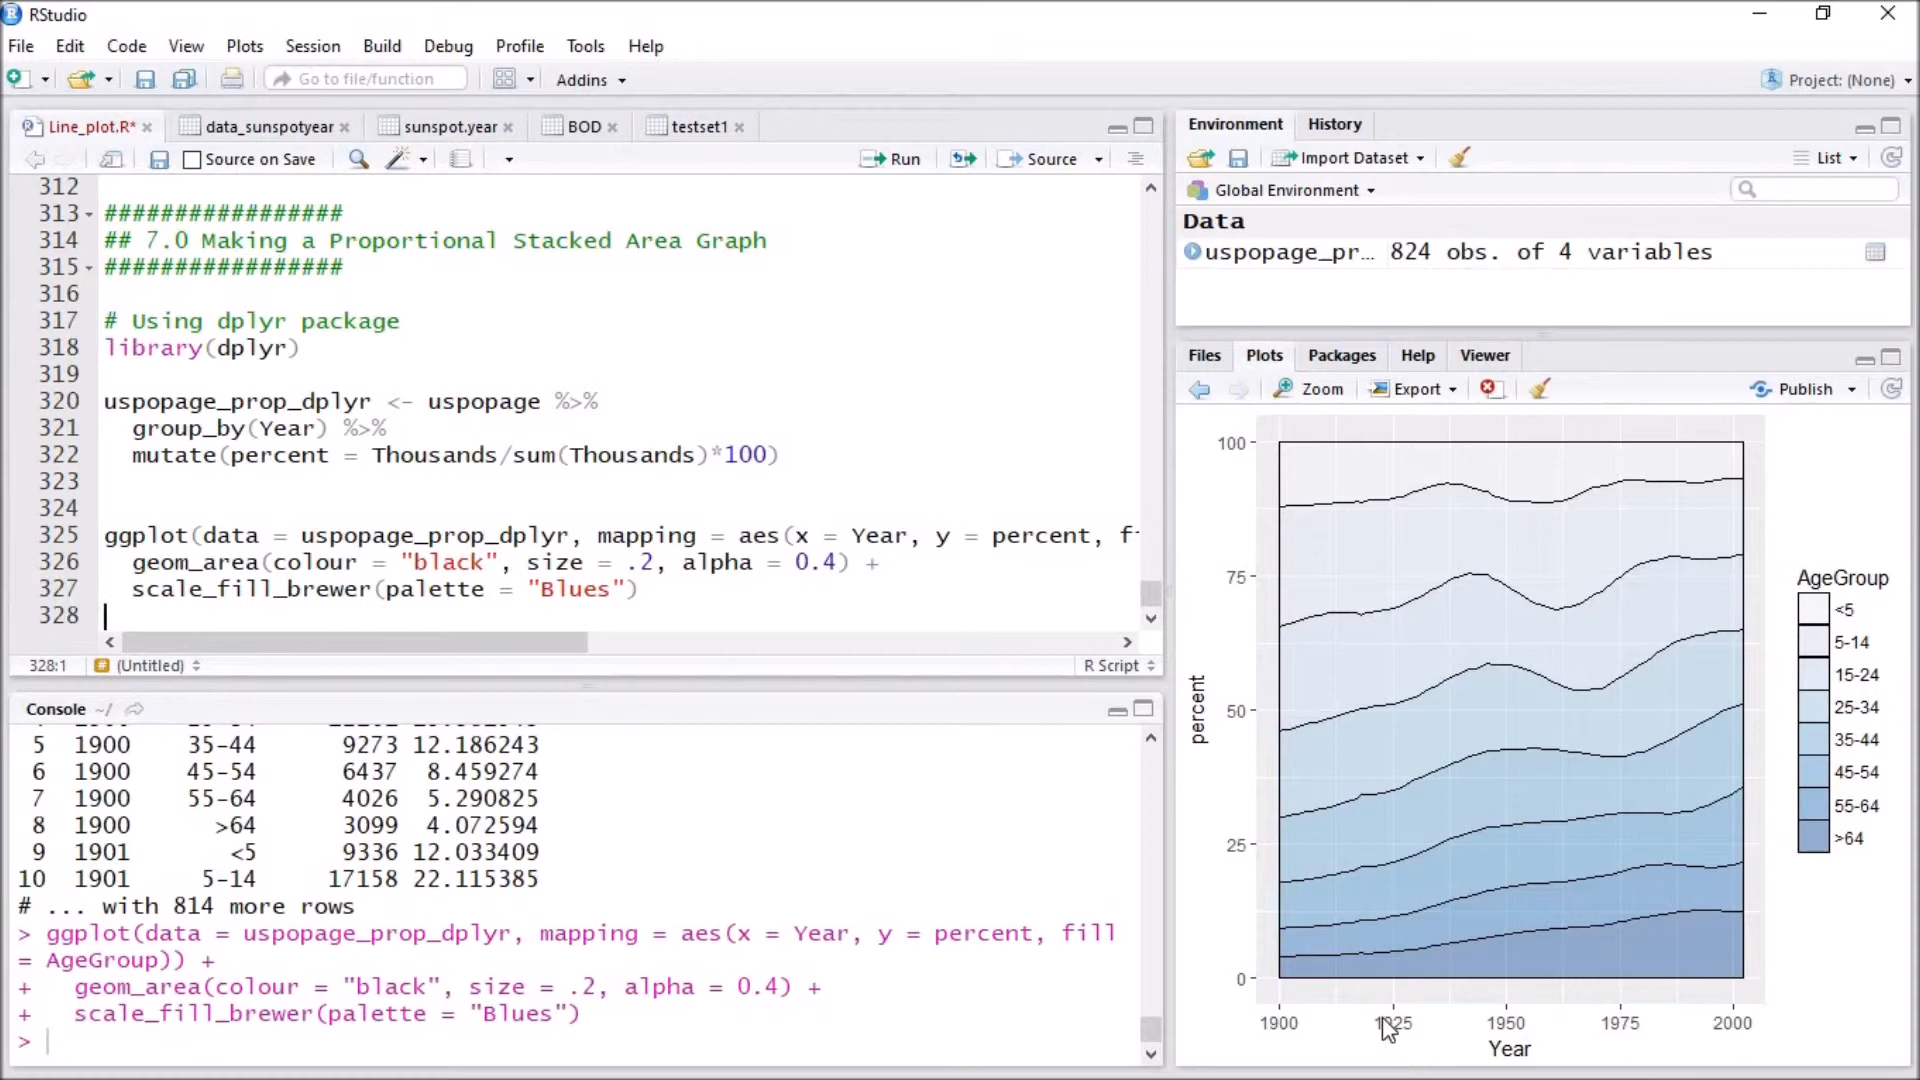 RStudio
File Edit Code View Plots Session Build Debug Profile Tools Help
Go to file/function Addins Project: (None)
Line_plot.R* data_sunspotyear sunspot.year BOD testset1
Source on Save Run Source
312
313 #################
314 ## 7.0 Making a Proportional Stacked Area Graph
315 #################
316
317 # Using dplyr package
318 library(dplyr)
319
320 uspopage_prop_dplyr <- uspopage %>%
321 group_by(Year) %>%
322 mutate(percent = Thousands/sum(Thousands)*100)
323
324
325 ggplot(data = uspopage_prop_dplyr, mapping = aes(x = Year, y = percent, f
326 geom_area(colour = "black", size = .2, alpha = 0.4) +
327 scale_fill_brewer(palette = "Blues")
328
328:1 (Untitled) R Script
Console ~/
5 1900 35-44 9273 12.186243
6 1900 45-54 6437 8.459274
7 1900 55-64 4026 5.290825
8 1900 >64 3099 4.072594
9 1901 <5 9336 12.033409
10 1901 5-14 17158 22.115385
# ... with 814 more rows
> ggplot(data = uspopage_prop_dplyr, mapping = aes(x = Year, y = percent, fill
= AgeGroup)) +
+ geom_area(colour = "black", size = .2, alpha = 0.4) +
+ scale_fill_brewer(palette = "Blues")
>
Environment History
Import Dataset List
Global Environment
Data
uspopage_pr… 824 obs. of 4 variables
Files Plots Packages Help Viewer
Zoom Export Publish
100
75
50
25
0
percent
1900 1925 1950 1975 2000
Year
AgeGroup
<5
5-14
15-24
25-34
35-44
45-54
55-64
>64